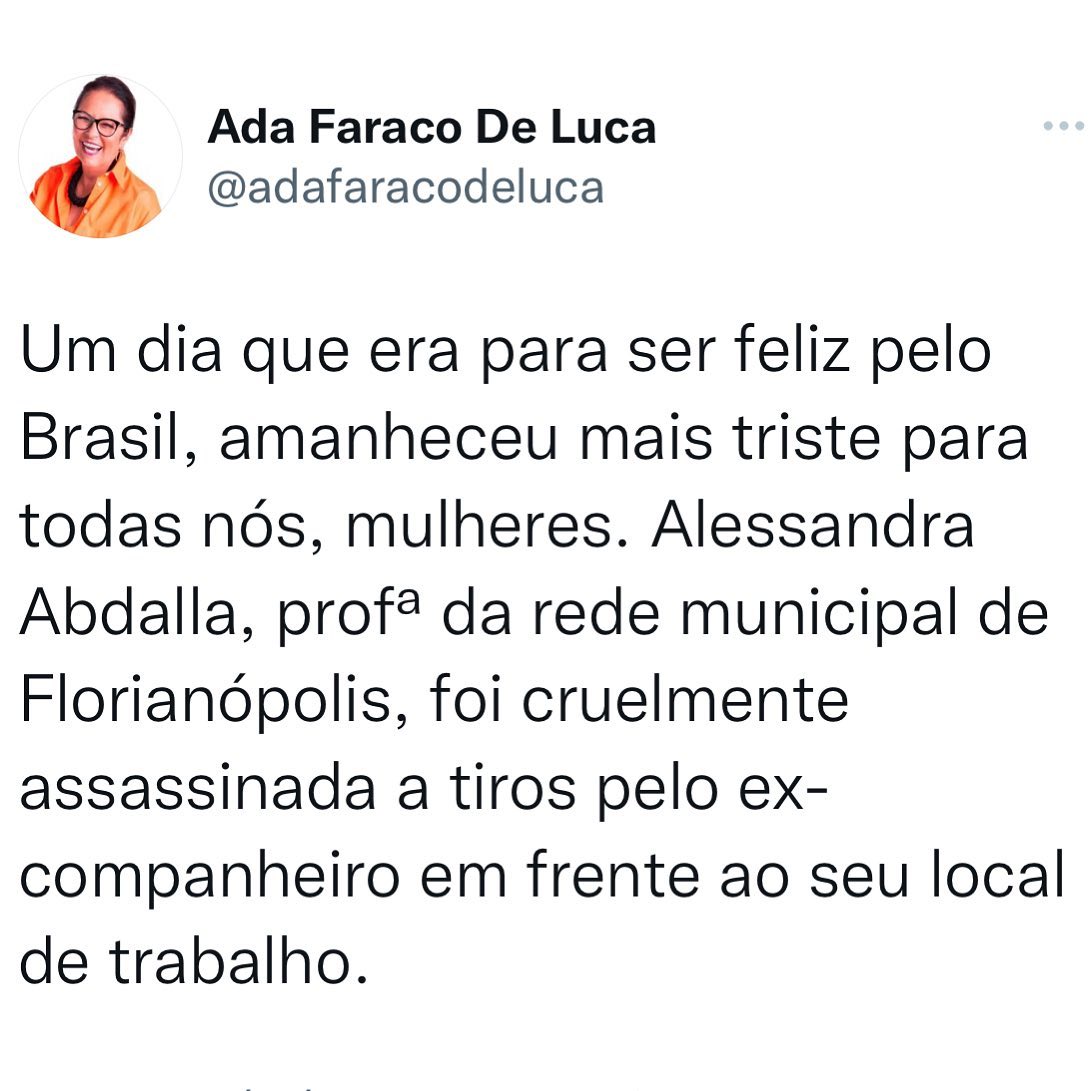 Ada Faraco De Luca
@adafaracodeluca
Um dia que era para ser feliz pelo
Brasil, amanheceu mais triste para
todas nós, mulheres. Alessandra
Abdalla, profª da rede municipal de
Florianópolis, foi cruelmente
assassinada a tiros pelo ex-
companheiro em frente ao seu local
de trabalho.